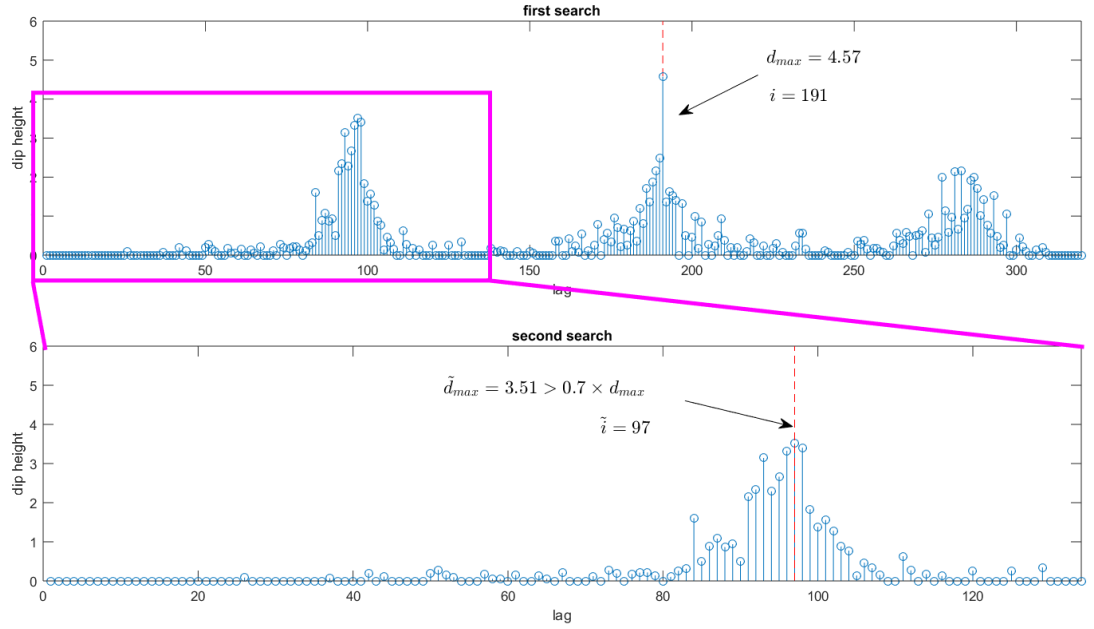 first search
6
5
4
3
2
1
0
dip height
d_max = 4.57
i = 191
0 50 100 150 200 250 300
lag
second search
6
5
4
3
2
1
0
dip height
d̃_max = 3.51 > 0.7 × d_max
ĩ = 97
0 20 40 60 80 100 120
lag